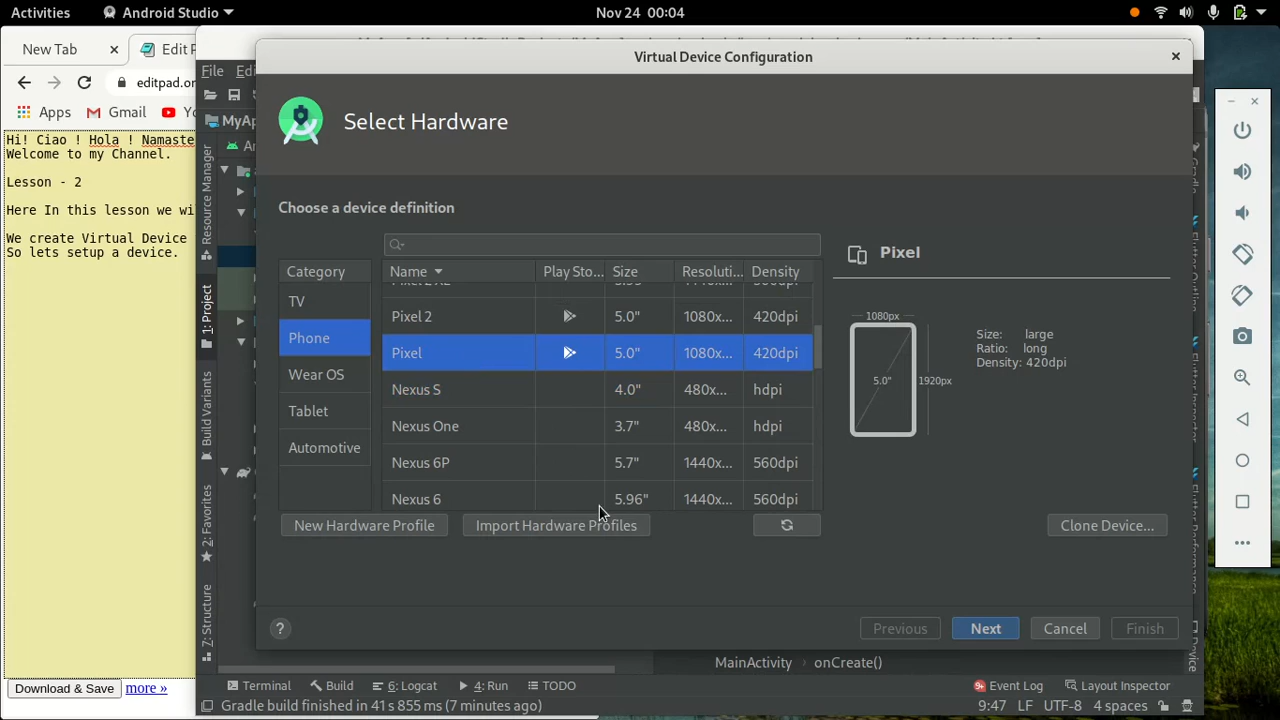 Activities
Android Studio
Nov 24 00:04
New Tab
Edit P
editpad.or
Apps
Gmail
Hi! Ciao ! Hola ! Namaste
Welcome to my Channel.
Lesson - 2
Here In this lesson we wi
We create Virtual Device
So lets setup a device.
Download & Save
more »
File
Edi
MyAp
Resource Manager
1: Project
Build Variants
2: Favorites
7: Structure
Virtual Device Configuration
Select Hardware
Choose a device definition
Category
TV
Phone
Wear OS
Tablet
Automotive
Name Play Sto... Size Resoluti... Density
Pixel 2 5.0" 1080x... 420dpi
Pixel 5.0" 1080x... 420dpi
Nexus S 4.0" 480x... hdpi
Nexus One 3.7" 480x... hdpi
Nexus 6P 5.7" 1440x... 560dpi
Nexus 6 5.96" 1440x... 560dpi
New Hardware Profile
Import Hardware Profiles
Pixel
1080px
5.0"
1920px
Size: large
Ratio: long
Density: 420dpi
Clone Device...
?
Previous
Next
Cancel
Finish
MainActivity › onCreate()
Terminal
Build
6: Logcat
4: Run
TODO
Event Log
Layout Inspector
Gradle build finished in 41 s 855 ms (7 minutes ago)
9:47 LF UTF-8 4 spaces